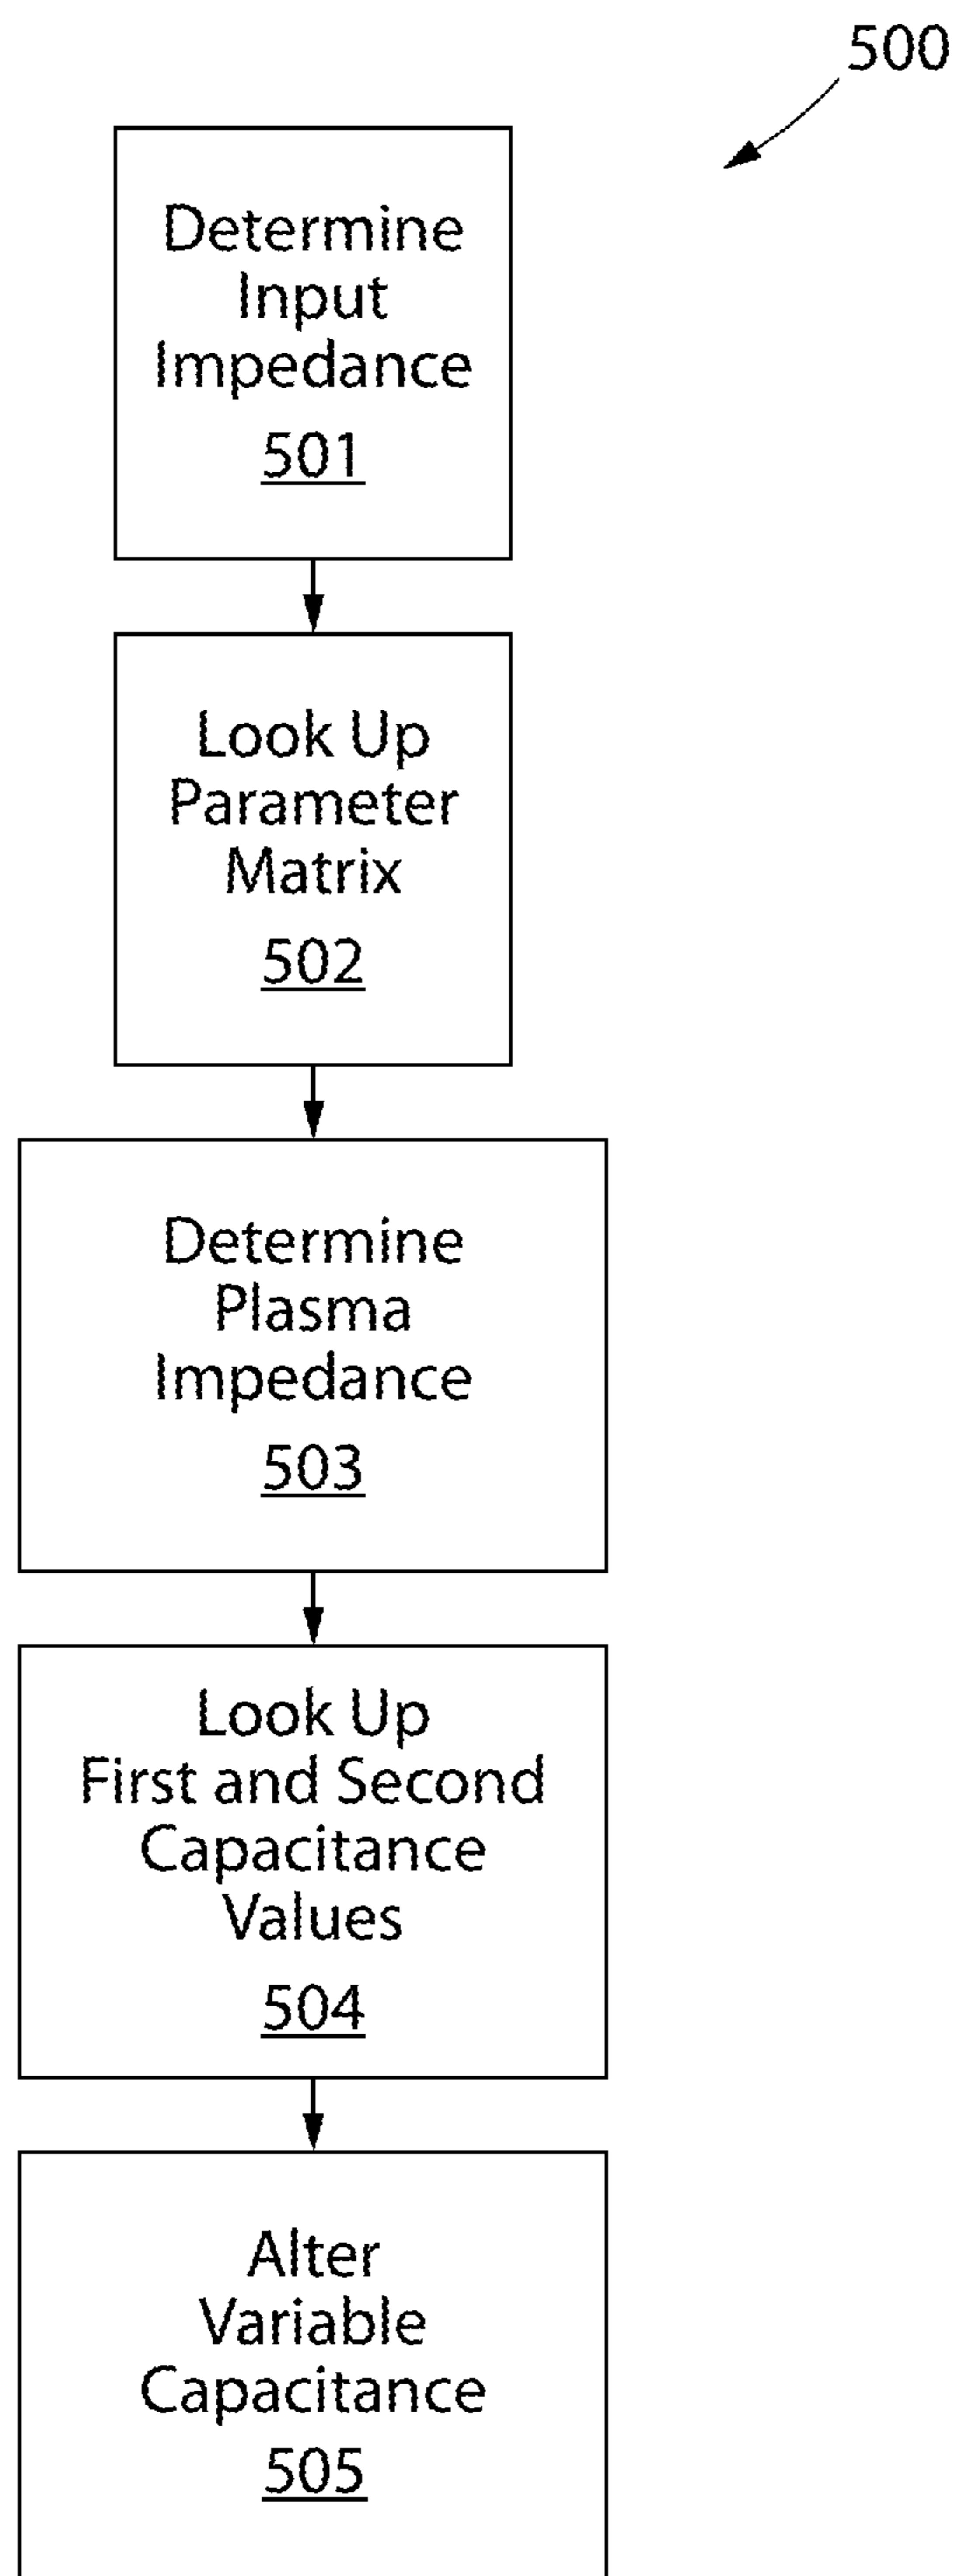 500
Determine
Input
Impedance
501
Look Up
Parameter
Matrix
502
Determine
Plasma
Impedance
503
Look Up
First and Second
Capacitance
Values
504
Alter
Variable
Capacitance
505